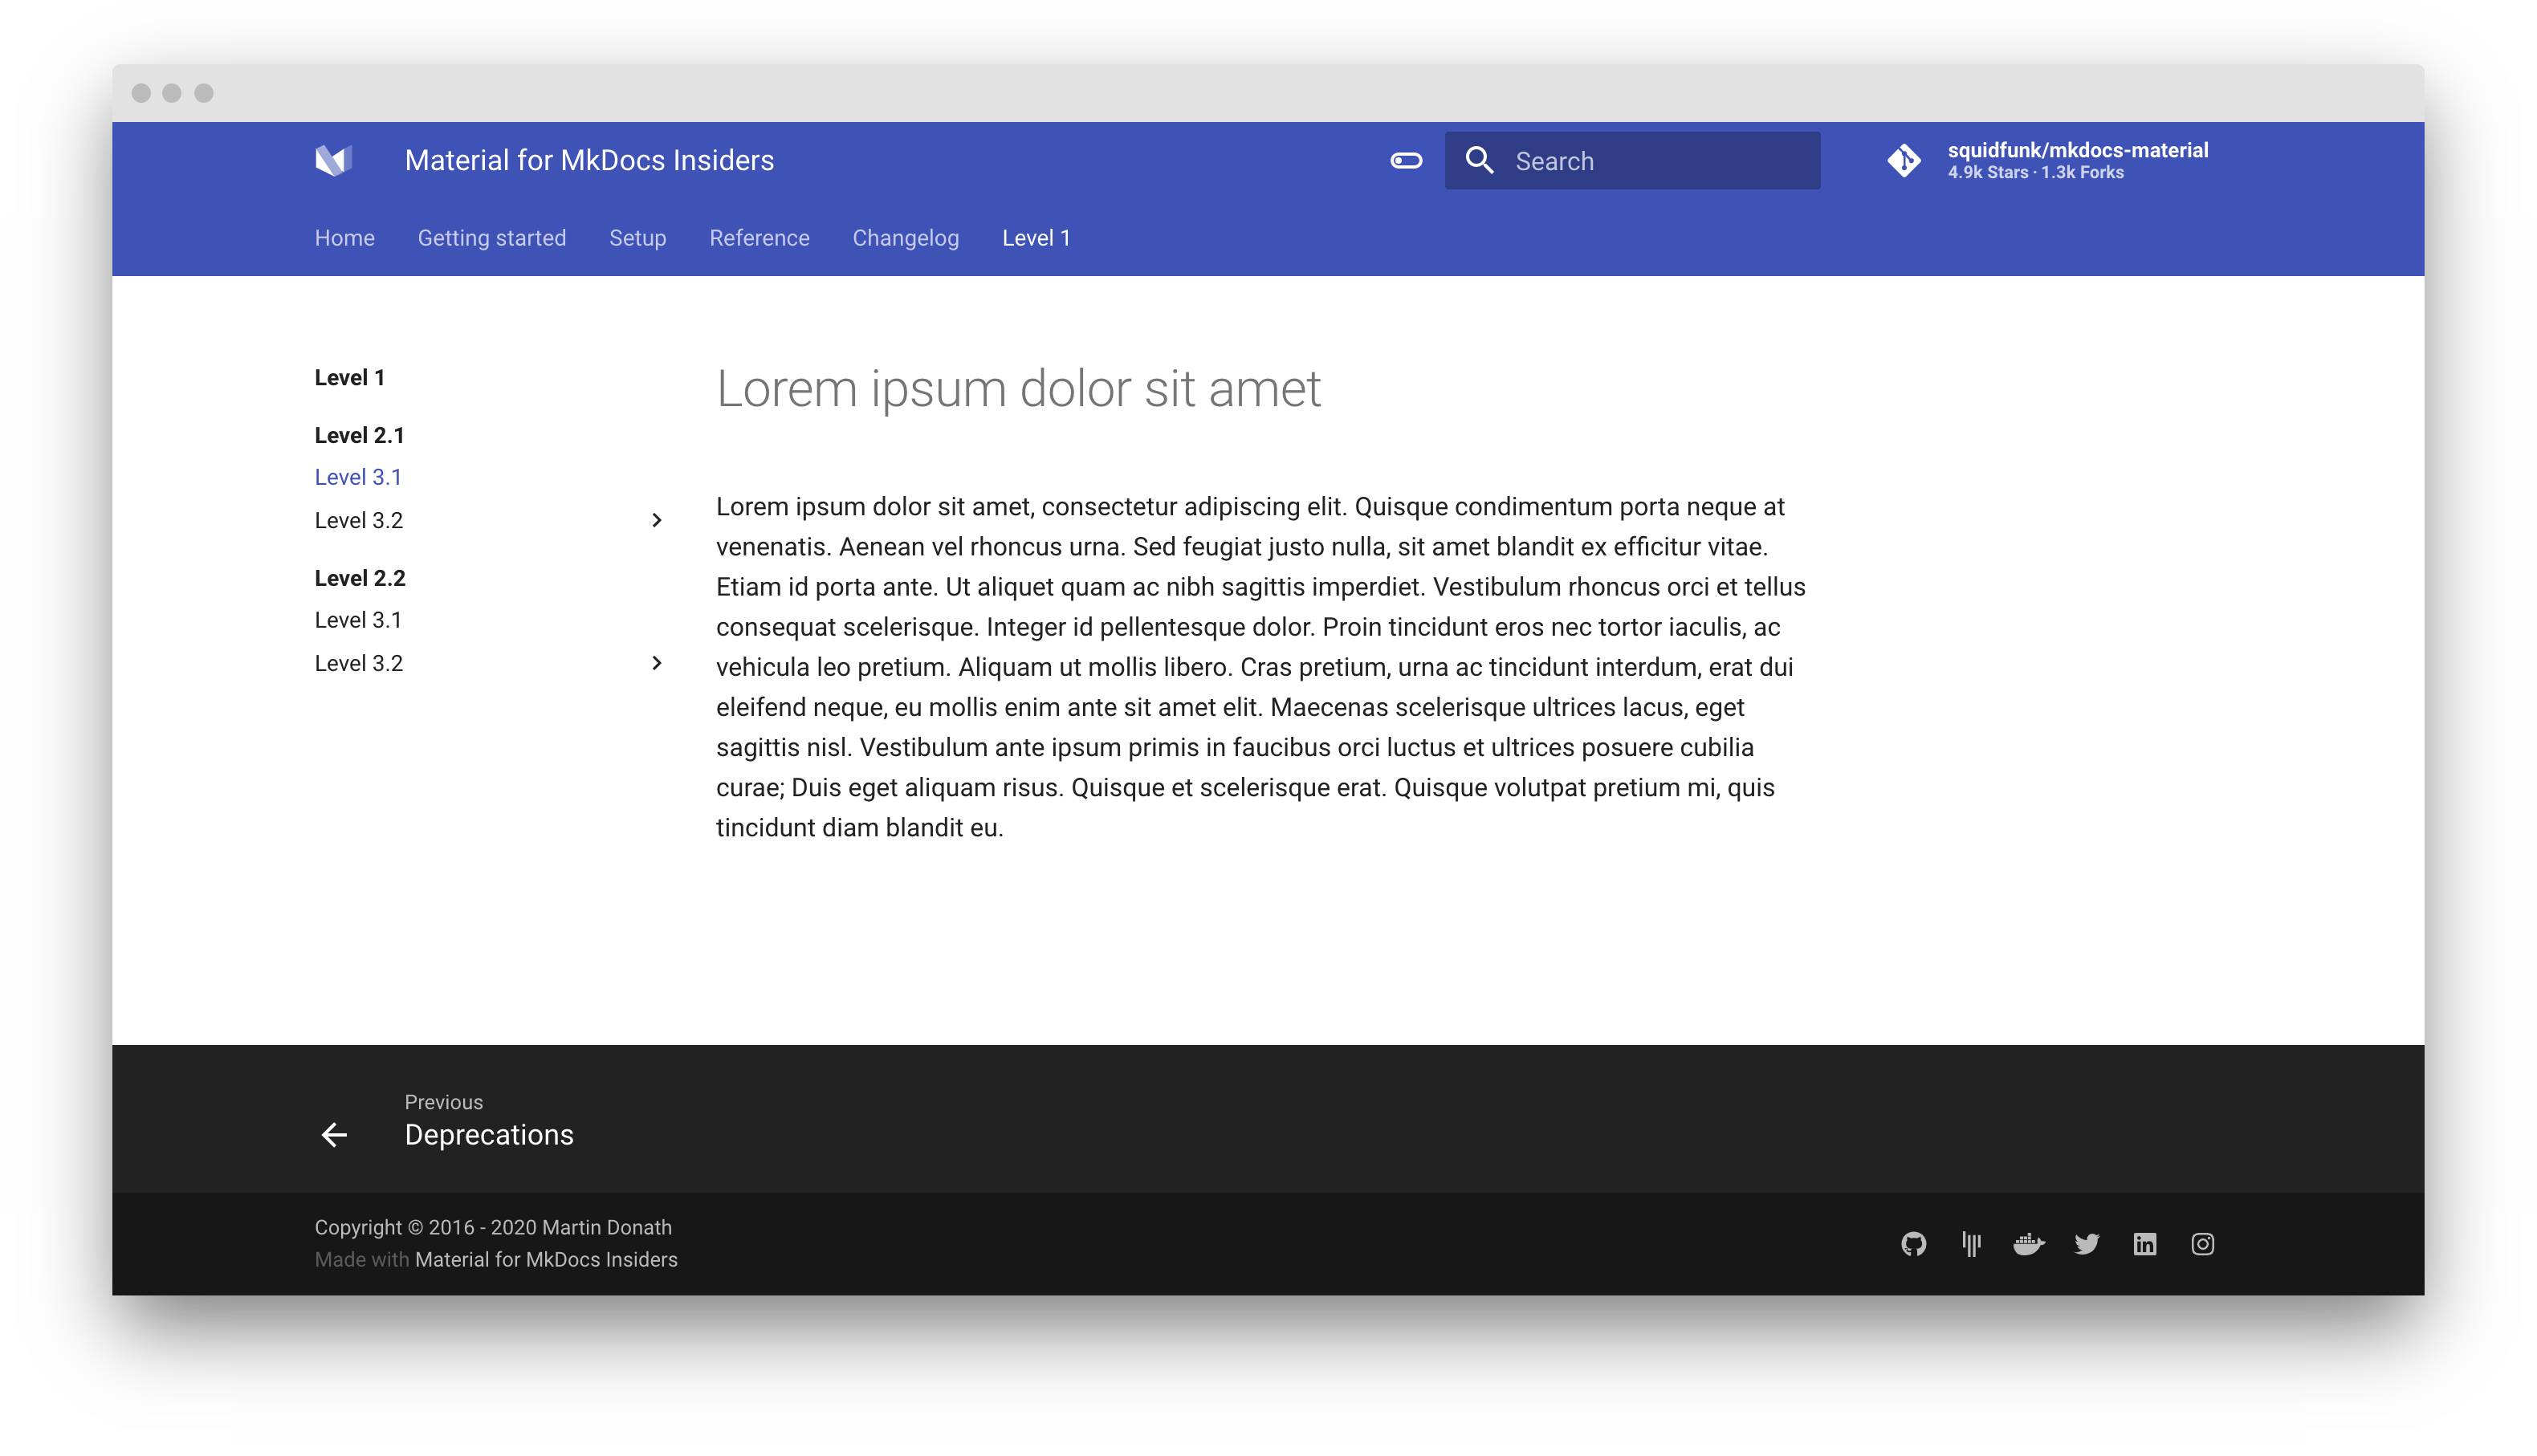 Material for MkDocs Insiders
Search
squidfunk/mkdocs-material
4.9k Stars · 1.3k Forks
Home Getting started Setup Reference Changelog Level 1
Level 1
Level 2.1
Level 3.1
Level 3.2
Level 2.2
Level 3.1
Level 3.2
Lorem ipsum dolor sit amet
Lorem ipsum dolor sit amet, consectetur adipiscing elit. Quisque condimentum porta neque at
venenatis. Aenean vel rhoncus urna. Sed feugiat justo nulla, sit amet blandit ex efficitur vitae.
Etiam id porta ante. Ut aliquet quam ac nibh sagittis imperdiet. Vestibulum rhoncus orci et tellus
consequat scelerisque. Integer id pellentesque dolor. Proin tincidunt eros nec tortor iaculis, ac
vehicula leo pretium. Aliquam ut mollis libero. Cras pretium, urna ac tincidunt interdum, erat dui
eleifend neque, eu mollis enim ante sit amet elit. Maecenas scelerisque ultrices lacus, eget
sagittis nisl. Vestibulum ante ipsum primis in faucibus orci luctus et ultrices posuere cubilia
curae; Duis eget aliquam risus. Quisque et scelerisque erat. Quisque volutpat pretium mi, quis
tincidunt diam blandit eu.
Previous
Deprecations
Copyright © 2016 - 2020 Martin Donath
Made with Material for MkDocs Insiders